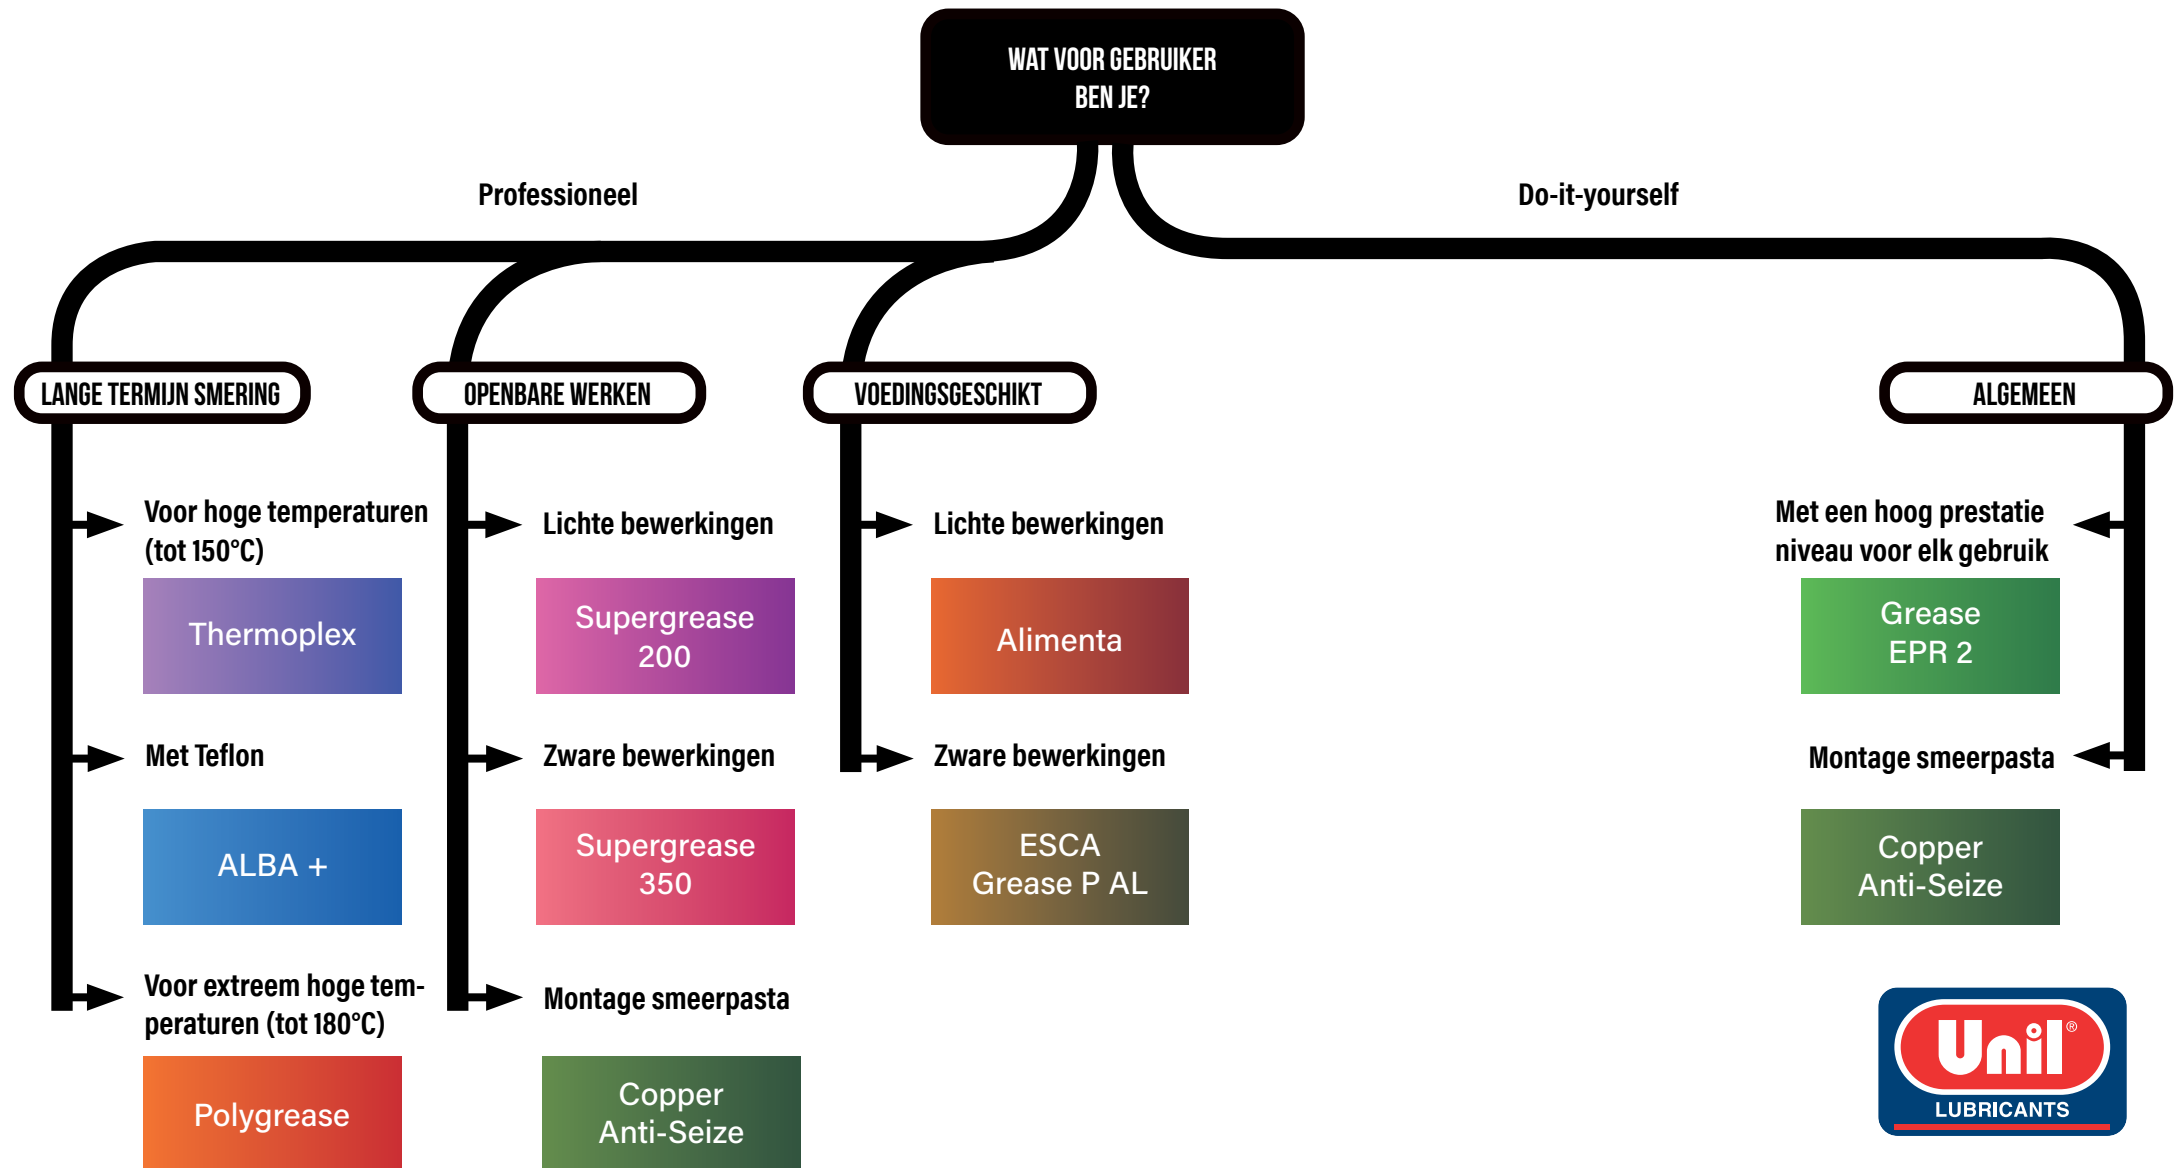 WAT VOOR GEBRUIKER
BEN JE?
Professioneel
Do-it-yourself
LANGE TERMIJN SMERING
Voor hoge temperaturen
(tot 150°C)
Thermoplex
Met Teflon
ALBA +
Voor extreem hoge tem-
peraturen (tot 180°C)
Polygrease
OPENBARE WERKEN
Lichte bewerkingen
Supergrease
200
Zware bewerkingen
Supergrease
350
Montage smeerpasta
Copper
Anti-Seize
VOEDINGSGESCHIKT
Lichte bewerkingen
Alimenta
Zware bewerkingen
ESCA
Grease P AL
ALGEMEEN
Met een hoog prestatie
niveau voor elk gebruik
Grease
EPR 2
Montage smeerpasta
Copper
Anti-Seize
Unil®
LUBRICANTS